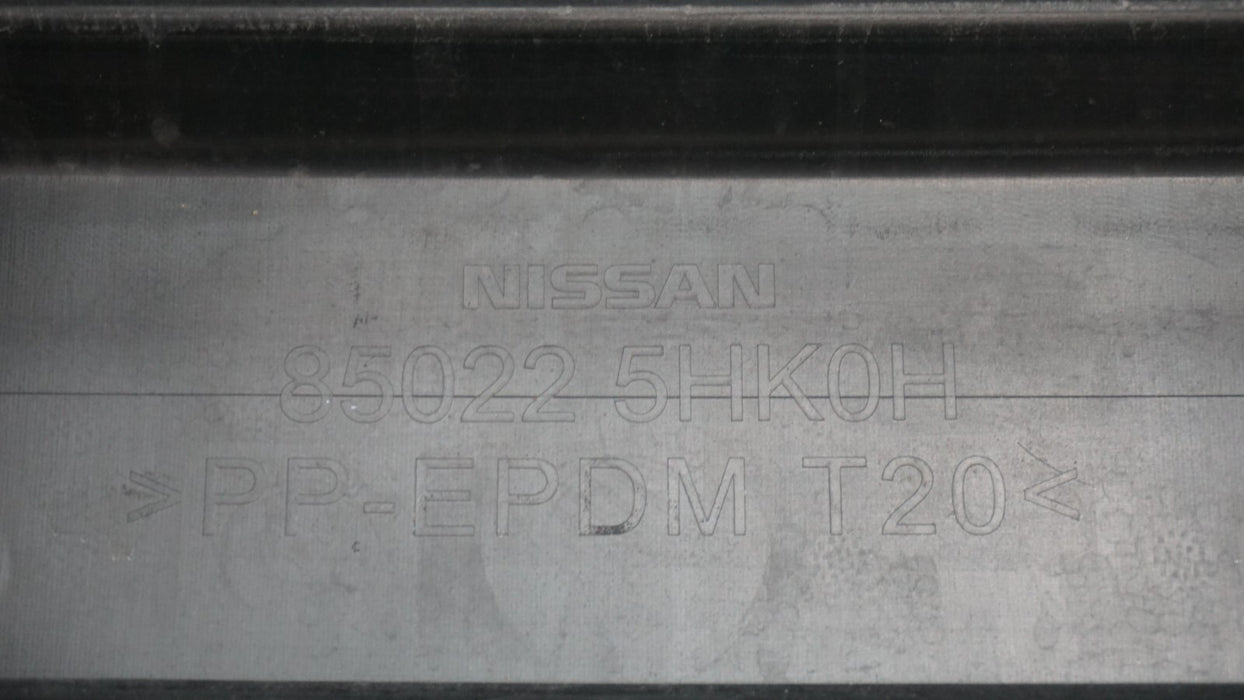 NISSAN
85022 5HK0H
>PP-EPDM T20<